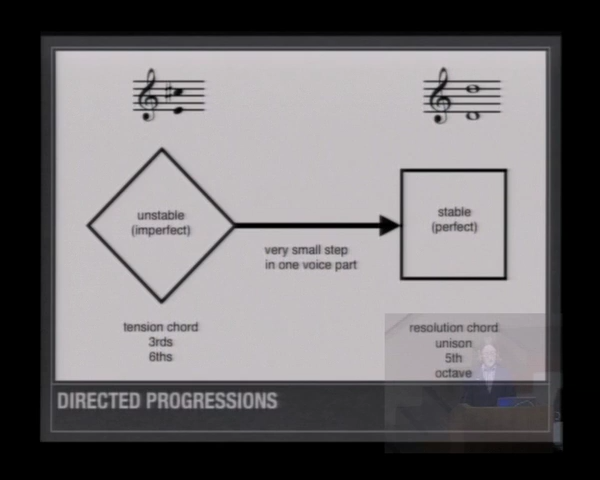 unstable
(imperfect)
stable
(perfect)
very small step
in one voice part
tension chord
3rds
6ths
resolution chord
unison
5th
octave
DIRECTED PROGRESSIONS